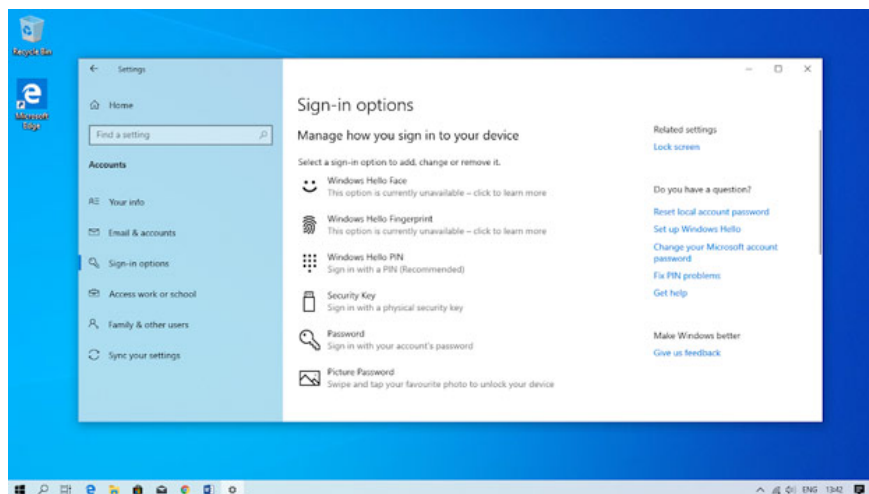 Recycle Bin
Microsoft
Edge
Settings
Home
Find a setting
Accounts
Your info
Email & accounts
Sign-in options
Access work or school
Family & other users
Sync your settings
Sign-in options
Manage how you sign in to your device
Select a sign-in option to add, change or remove it.
Windows Hello Face
This option is currently unavailable – click to learn more
Windows Hello Fingerprint
This option is currently unavailable – click to learn more
Windows Hello PIN
Sign in with a PIN (Recommended)
Security Key
Sign in with a physical security key
Password
Sign in with your account's password
Picture Password
Swipe and tap your favourite photo to unlock your device
Related settings
Lock screen
Do you have a question?
Reset local account password
Set up Windows Hello
Change your Microsoft account
password
Fix PIN problems
Get help
Make Windows better
Give us feedback
ENG 13:42